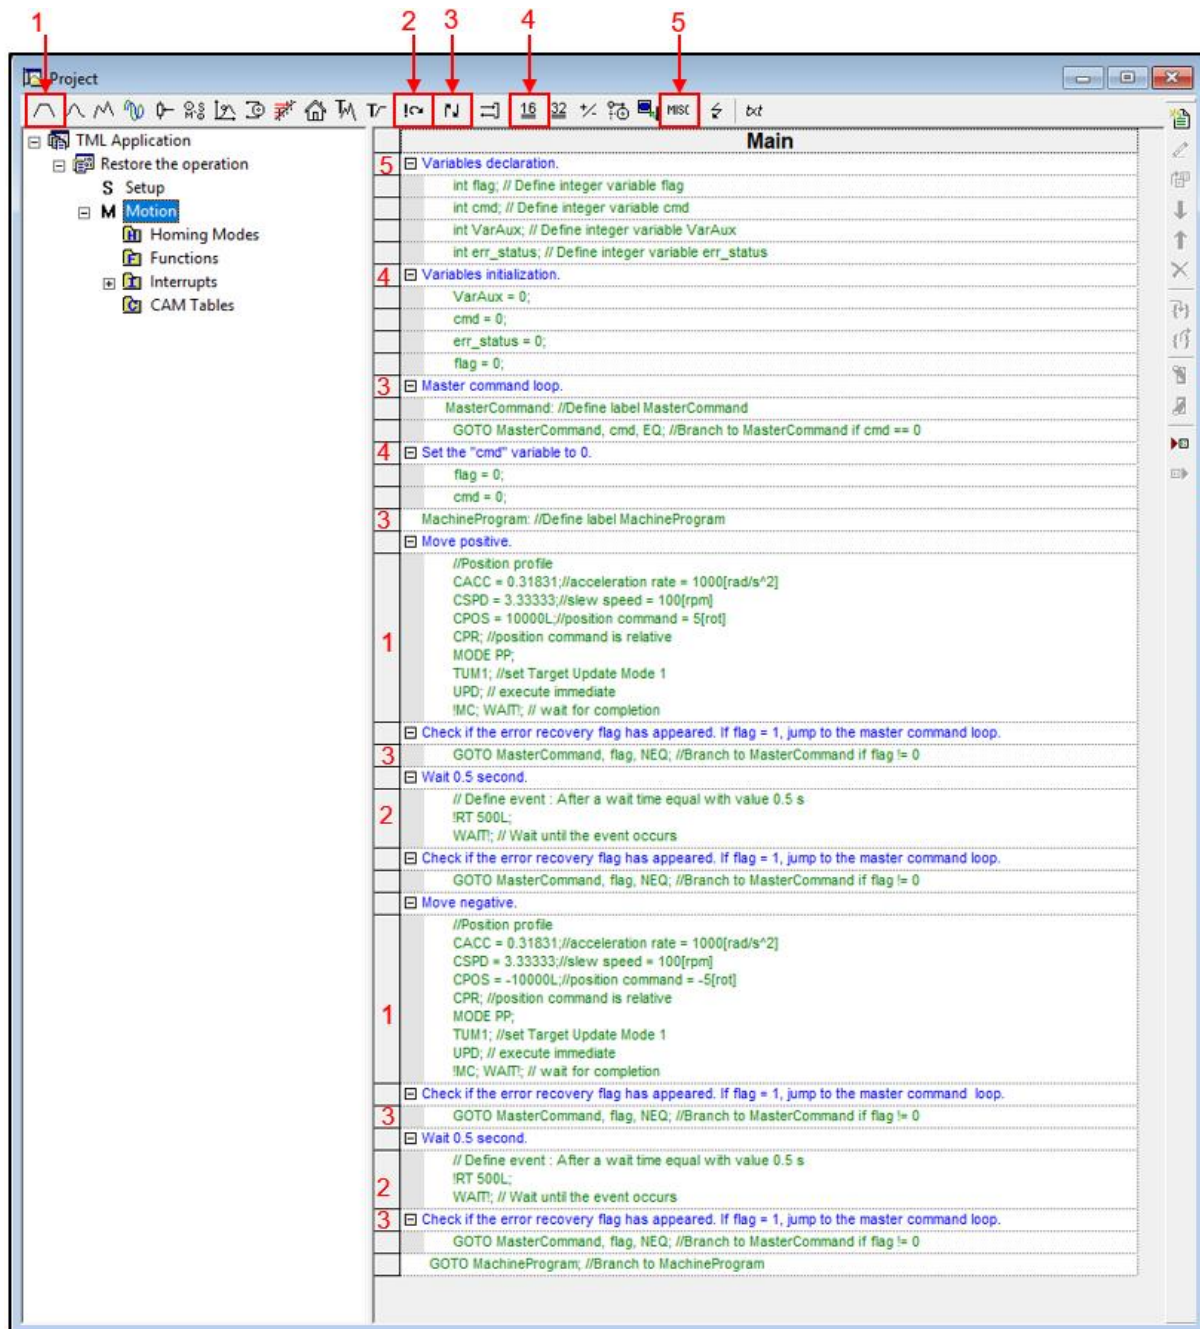 1 2 3 4 5
Project
16 32 +/- MISC txt
TML Application
Restore the operation
S Setup
M Motion
Homing Modes
Functions
Interrupts
CAM Tables
Main
5 Variables declaration.
int flag; // Define integer variable flag
int cmd; // Define integer variable cmd
int VarAux; // Define integer variable VarAux
int err_status; // Define integer variable err_status
4 Variables initialization.
VarAux = 0;
cmd = 0;
err_status = 0;
flag = 0;
3 Master command loop.
MasterCommand: //Define label MasterCommand
GOTO MasterCommand, cmd, EQ; //Branch to MasterCommand if cmd == 0
4 Set the "cmd" variable to 0.
flag = 0;
cmd = 0;
3 MachineProgram: //Define label MachineProgram
Move positive.
//Position profile
CACC = 0.31831;//acceleration rate = 1000[rad/s^2]
CSPD = 3.33333;//slew speed = 100[rpm]
CPOS = 10000L;//position command = 5[rot]
CPR; //position command is relative
1 MODE PP;
TUM1; //set Target Update Mode 1
UPD; // execute immediate
!MC; WAIT!; // wait for completion
Check if the error recovery flag has appeared. If flag = 1, jump to the master command loop.
3 GOTO MasterCommand, flag, NEQ; //Branch to MasterCommand if flag != 0
Wait 0.5 second.
// Define event : After a wait time equal with value 0.5 s
2 !RT 500L;
WAIT!; // Wait until the event occurs
Check if the error recovery flag has appeared. If flag = 1, jump to the master command loop.
GOTO MasterCommand, flag, NEQ; //Branch to MasterCommand if flag != 0
Move negative.
//Position profile
CACC = 0.31831;//acceleration rate = 1000[rad/s^2]
CSPD = 3.33333;//slew speed = 100[rpm]
CPOS = -10000L;//position command = -5[rot]
CPR; //position command is relative
1 MODE PP;
TUM1; //set Target Update Mode 1
UPD; // execute immediate
!MC; WAIT!; // wait for completion
Check if the error recovery flag has appeared. If flag = 1, jump to the master command loop.
3 GOTO MasterCommand, flag, NEQ; //Branch to MasterCommand if flag != 0
Wait 0.5 second.
// Define event : After a wait time equal with value 0.5 s
!RT 500L;
2 WAIT!; // Wait until the event occurs
3 Check if the error recovery flag has appeared. If flag = 1, jump to the master command loop.
GOTO MasterCommand, flag, NEQ; //Branch to MasterCommand if flag != 0
GOTO MachineProgram; //Branch to MachineProgram